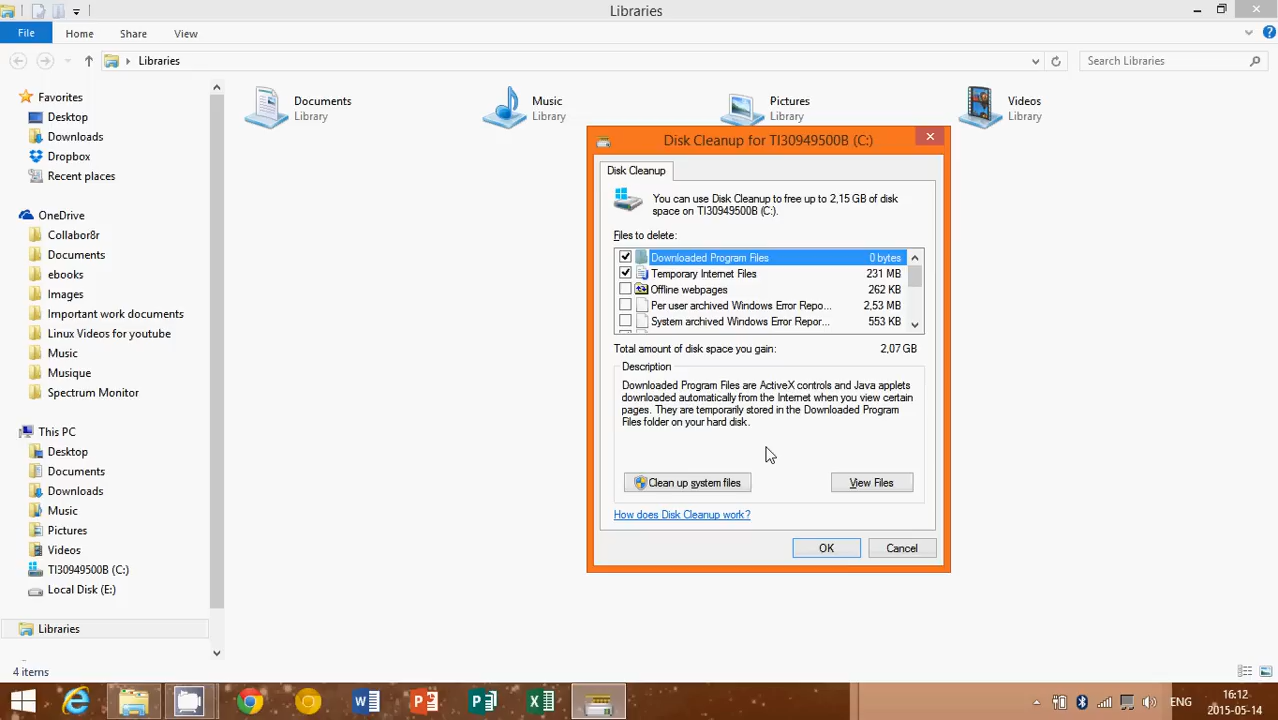 Libraries
File Home Share View
Libraries
Search Libraries
Favorites
Desktop
Downloads
Dropbox
Recent places
OneDrive
Collabor8r
Documents
ebooks
Images
Important work documents
Linux Videos for youtube
Music
Musique
Spectrum Monitor
This PC
Desktop
Documents
Downloads
Music
Pictures
Videos
TI30949500B (C:)
Local Disk (E:)
Libraries
4 items
Documents
Library
Music
Library
Pictures
Library
Videos
Library
Disk Cleanup for TI30949500B (C:)
Disk Cleanup
You can use Disk Cleanup to free up to 2,15 GB of disk
space on TI30949500B (C:).
Files to delete:
Downloaded Program Files 0 bytes
Temporary Internet Files 231 MB
Offline webpages 262 KB
Per user archived Windows Error Repo... 2,53 MB
System archived Windows Error Repor... 553 KB
Total amount of disk space you gain: 2,07 GB
Description
Downloaded Program Files are ActiveX controls and Java applets
downloaded automatically from the Internet when you view certain
pages. They are temporarily stored in the Downloaded Program
Files folder on your hard disk.
Clean up system files
View Files
How does Disk Cleanup work?
OK Cancel
ENG
16:12
2015-05-14